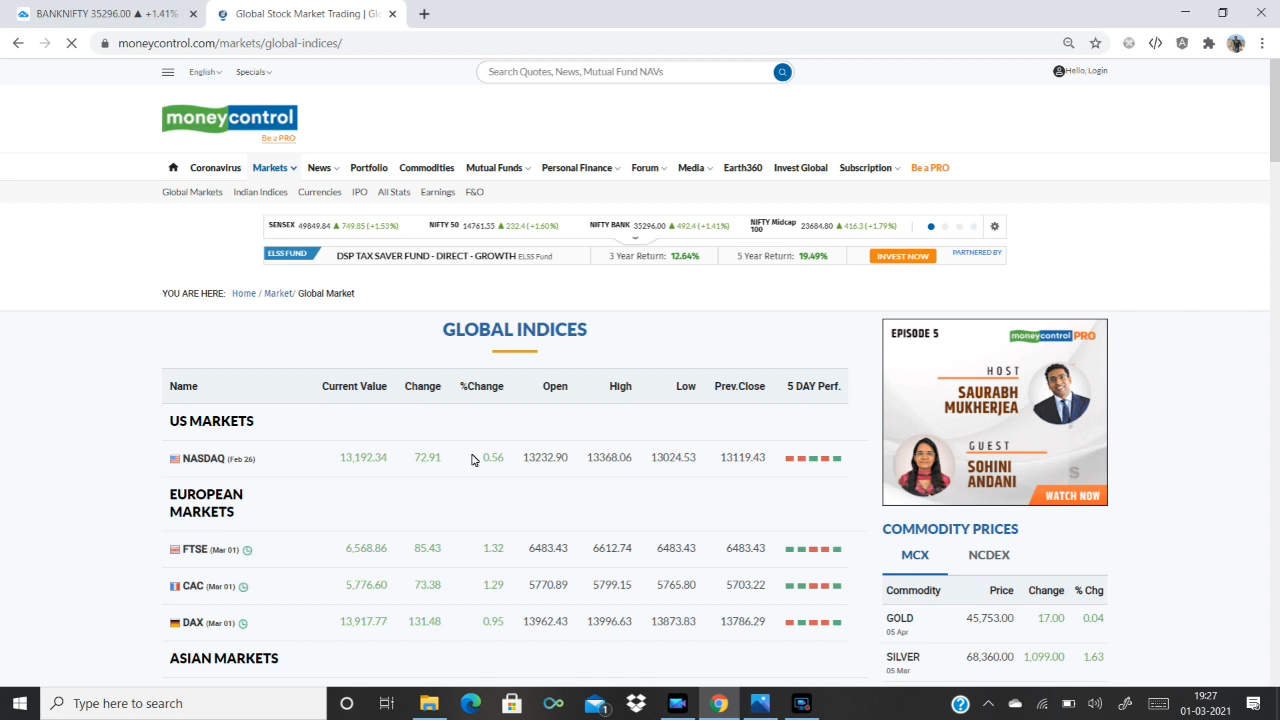 BANKNIFTY 35296.00 ▲ +1.41%
Global Stock Market Trading | Glo
moneycontrol.com/markets/global-indices/
English
Specials
Search Quotes, News, Mutual Fund NAVs
Hello, Login
moneycontrol
Be a PRO
Coronavirus Markets News Portfolio Commodities Mutual Funds Personal Finance Forum Media Earth360 Invest Global Subscription Be a PRO
Global Markets Indian Indices Currencies IPO All Stats Earnings F&O
SENSEX 49849.84 ▲ 749.85 (+1.53%) NIFTY 50 14761.55 ▲ 232.4 (+1.60%) NIFTY BANK 35296.00 ▲ 492.4 (+1.41%) NIFTY Midcap 100 23684.80 ▲ 416.3 (+1.79%)
ELSS FUND DSP TAX SAVER FUND - DIRECT - GROWTH ELSS Fund 3 Year Return: 12.64% 5 Year Return: 19.49% INVEST NOW PARTNERED BY
YOU ARE HERE: Home / Market/ Global Market
GLOBAL INDICES
Name Current Value Change %Change Open High Low Prev.Close 5 DAY Perf.
US MARKETS
NASDAQ (Feb 26) 13,192.34 72.91 0.56 13232.90 13368.06 13024.53 13119.43
EUROPEAN
MARKETS
FTSE (Mar 01) 6,568.86 85.43 1.32 6483.43 6612.74 6483.43 6483.43
CAC (Mar 01) 5,776.60 73.38 1.29 5770.89 5799.15 5765.80 5703.22
DAX (Mar 01) 13,917.77 131.48 0.95 13962.43 13996.63 13873.83 13786.29
ASIAN MARKETS
EPISODE 5
moneycontrol PRO
HOST
SAURABH
MUKHERJEA
GUEST
SOHINI
ANDANI
WATCH NOW
COMMODITY PRICES
MCX NCDEX
Commodity Price Change % Chg
GOLD 45,753.00 17.00 0.04
05 Apr
SILVER 68,360.00 1,099.00 1.63
05 Mar
Type here to search
1
19:27
01-03-2021